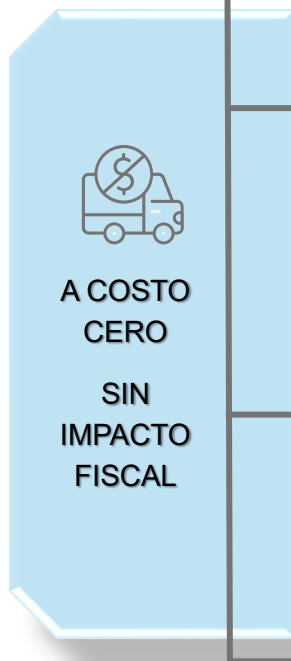 $
A COSTO
CERO
SIN
IMPACTO
FISCAL